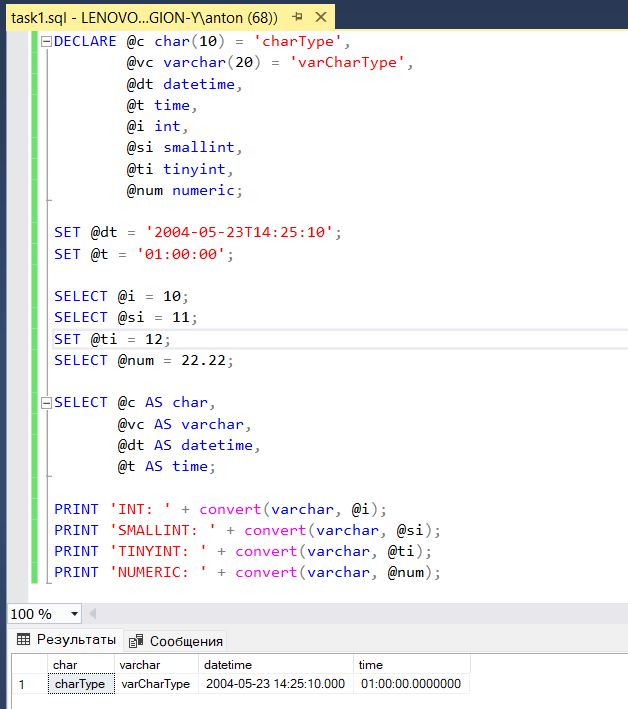 task1.sql - LENOVO...GION-Y\anton (68))
DECLARE @c char(10) = 'charType',
@vc varchar(20) = 'varCharType',
@dt datetime,
@t time,
@i int,
@si smallint,
@ti tinyint,
@num numeric;
SET @dt = '2004-05-23T14:25:10';
SET @t = '01:00:00';
SELECT @i = 10;
SELECT @si = 11;
SET @ti = 12;
SELECT @num = 22.22;
SELECT @c AS char,
@vc AS varchar,
@dt AS datetime,
@t AS time;
PRINT 'INT: ' + convert(varchar, @i);
PRINT 'SMALLINT: ' + convert(varchar, @si);
PRINT 'TINYINT: ' + convert(varchar, @ti);
PRINT 'NUMERIC: ' + convert(varchar, @num);
100 %
Результаты Сообщения
char varchar datetime time
1 charType varCharType 2004-05-23 14:25:10.000 01:00:00.0000000